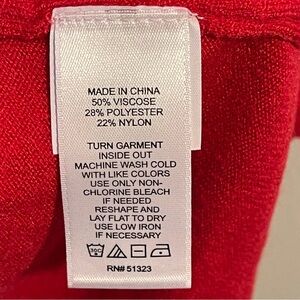 MADE IN CHINA
50% VISCOSE
28% POLYESTER
22% NYLON
TURN GARMENT
INSIDE OUT
MACHINE WASH COLD
WITH LIKE COLORS
USE ONLY NON-
CHLORINE BLEACH
IF NEEDED
RESHAPE AND
LAY FLAT TO DRY
USE LOW IRON
IF NECESSARY
RN# 51323